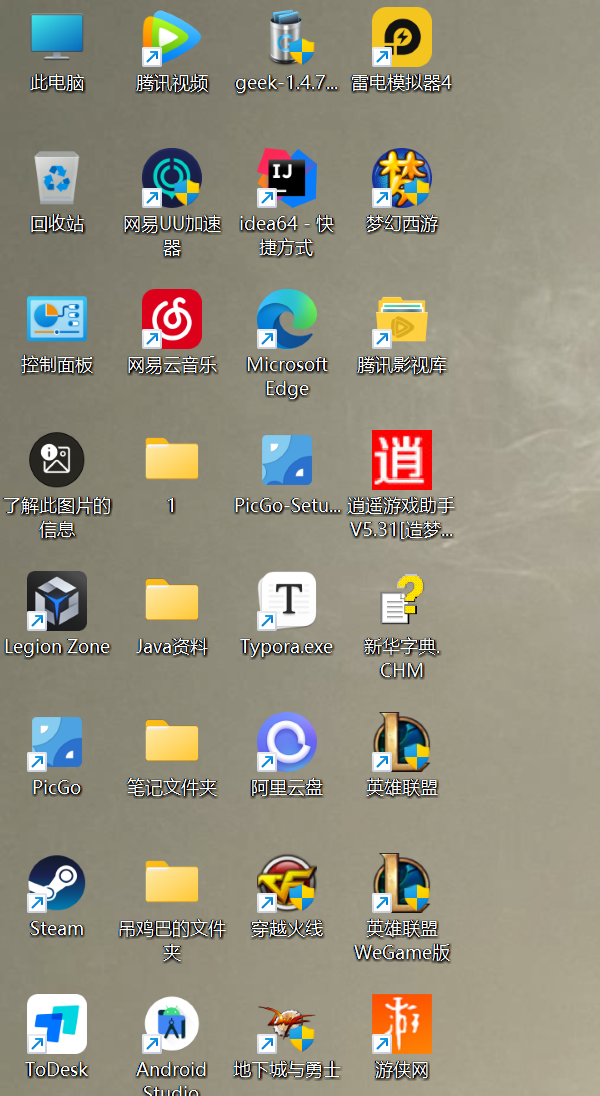 此电脑
腾讯视频
geek-1.4.7...
雷电模拟器4
回收站
网易UU加速
器
IJ
idea64 - 快
捷方式
梦
梦幻西游
控制面板
网易云音乐
Microsoft
Edge
腾讯影视库
了解此图片的
信息
1
PicGo-Setu...
逍
逍遥游戏助手
V5.31[造梦...
Legion Zone
Java资料
T
Typora.exe
新华字典.
CHM
PicGo
笔记文件夹
阿里云盘
L
英雄联盟
Steam
吊鸡巴的文件
夹
CF
穿越火线
L
英雄联盟
WeGame版
ToDesk
Android
Studio
地下城与勇士
游
游侠网